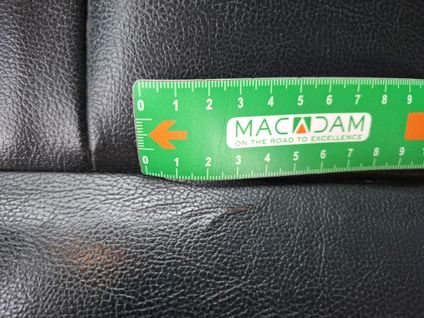 0 1 2 3 4 5 6 7 8 9
MACADAM
ON THE ROAD TO EXCELLENCE
0 1 2 3 4 5 6 7 8 9